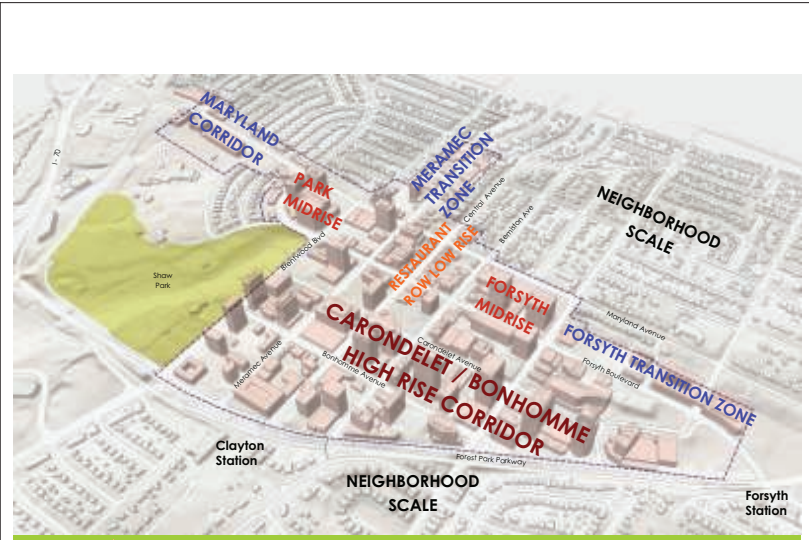 I - 70
MARYLAND
CORRIDOR
MERAMEC
TRANSITION
ZONE
PARK
MIDRISE
Central Avenue
Bemiston Ave
NEIGHBORHOOD
SCALE
Brentwood Blvd
RESTAURANT
ROW LOW RISE
Shaw
Park
FORSYTH
MIDRISE
Maryland Avenue
FORSYTH TRANSITION ZONE
Forsyth Boulevard
CARONDELET / BONHOMME
HIGH RISE CORRIDOR
Carondelet Avenue
Meramec Avenue
Bonhomme Avenue
Clayton
Station
Forest Park Parkway
NEIGHBORHOOD
SCALE
Forsyth
Station